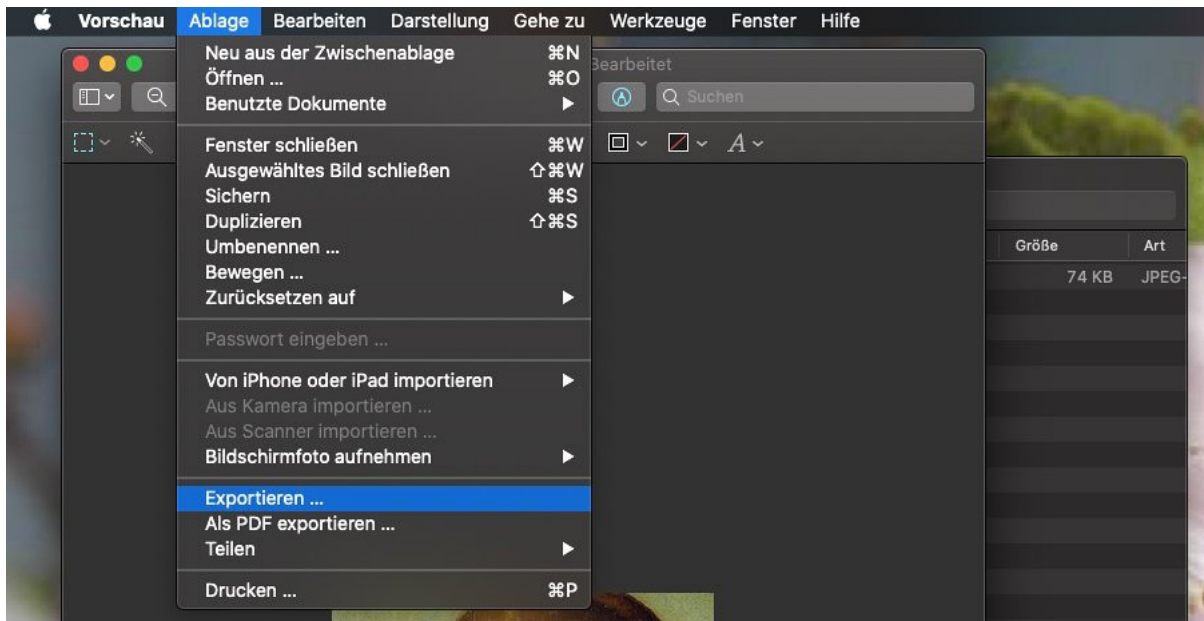 Vorschau Ablage Bearbeiten Darstellung Gehe zu Werkzeuge Fenster Hilfe
Neu aus der Zwischenablage ⌘N
Öffnen ... ⌘O
Benutzte Dokumente ▶
Fenster schließen ⌘W
Ausgewähltes Bild schließen ⇧⌘W
Sichern ⌘S
Duplizieren ⇧⌘S
Umbenennen ...
Bewegen ...
Zurücksetzen auf ▶
Passwort eingeben ...
Von iPhone oder iPad importieren ▶
Aus Kamera importieren ...
Aus Scanner importieren ...
Bildschirmfoto aufnehmen ▶
Exportieren ...
Als PDF exportieren ...
Teilen ▶
Drucken ... ⌘P
Bearbeitet
Suchen
A
Größe Art
74 KB JPEG-